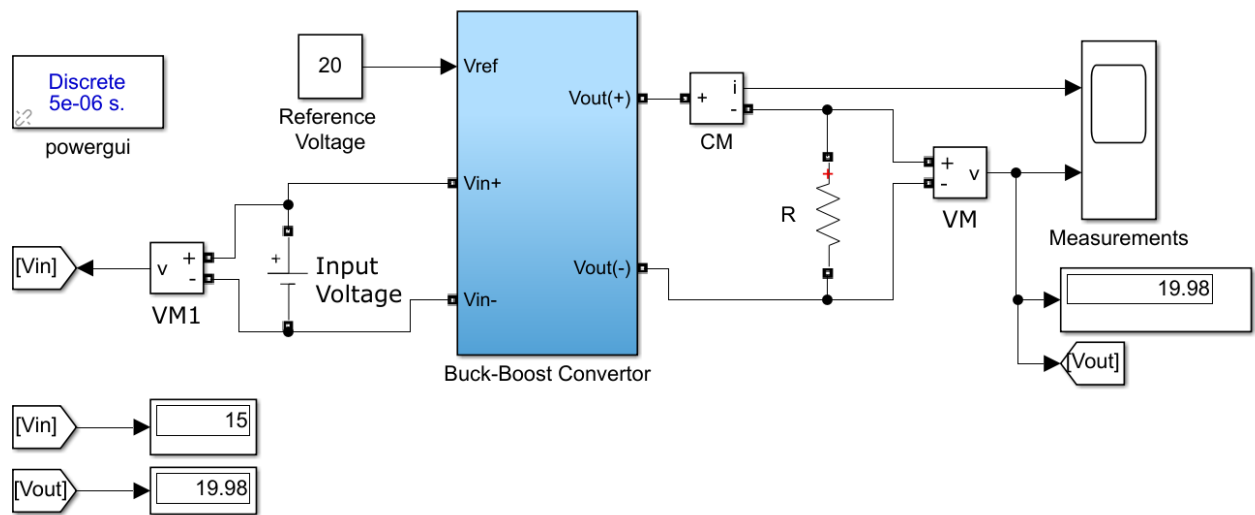 Discrete
5e-06 s.
powergui
20
Reference
Voltage
Vref
Vin+
Vin-
Vout(+)
Vout(-)
Buck-Boost Convertor
+
i
-
CM
+
R
+
-
v
VM
Measurements
19.98
[Vout]
[Vin]
v
+
-
VM1
+
Input
Voltage
[Vin]
15
[Vout]
19.98